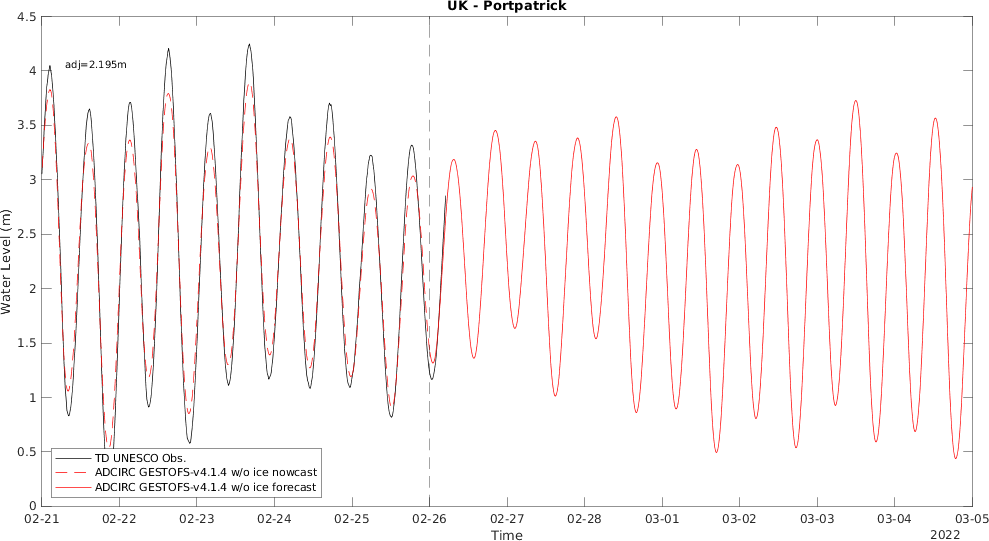 UK - Portpatrick
4.5
4
3.5
3
2.5
2
1.5
1
0.5
0
Water Level (m)
adj=2.195m
TD UNESCO Obs.
ADCIRC GESTOFS-v4.1.4 w/o ice nowcast
ADCIRC GESTOFS-v4.1.4 w/o ice forecast
02-21 02-22 02-23 02-24 02-25 02-26 02-27 02-28 03-01 03-02 03-03 03-04 03-05
Time
2022